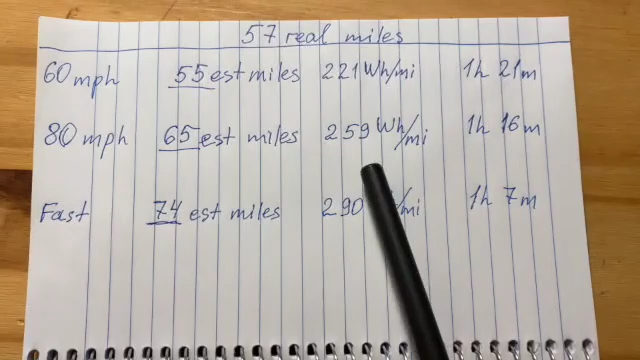 57 real miles
60 mph 55 est miles 221 Wh/mi 1h 21m
80 mph 65 est miles 259 Wh/mi 1h 16m
Fast 74 est miles 290 /mi 1h 7m